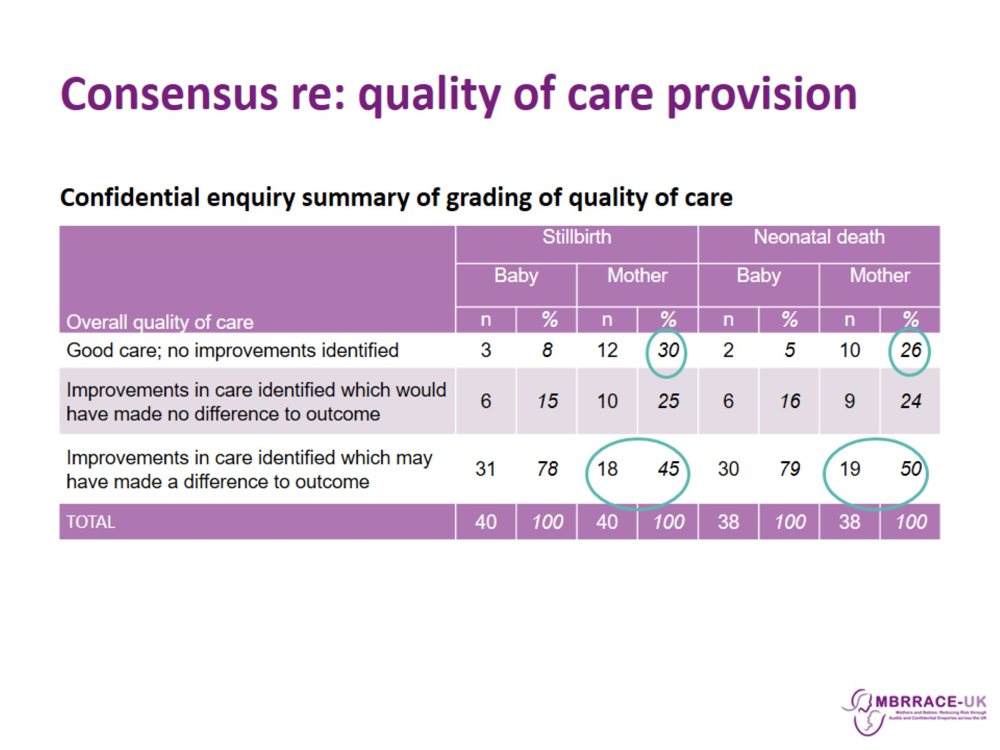 Consensus re: quality of care provision
Confidential enquiry summary of grading of quality of care
Stillbirth Neonatal death
Baby Mother Baby Mother
Overall quality of care n % n % n % n %
Good care; no improvements identified 3 8 12 30 2 5 10 26
Improvements in care identified which would
have made no difference to outcome 6 15 10 25 6 16 9 24
Improvements in care identified which may
have made a difference to outcome 31 78 18 45 30 79 19 50
TOTAL 40 100 40 100 38 100 38 100
MBRRACE-UK
Mothers and Babies: Reducing Risk through
Audits and Confidential Enquiries across the UK